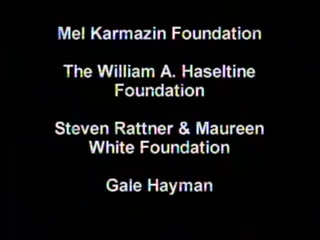 Mel Karmazin Foundation
The William A. Haseltine
Foundation
Steven Rattner & Maureen
White Foundation
Gale Hayman